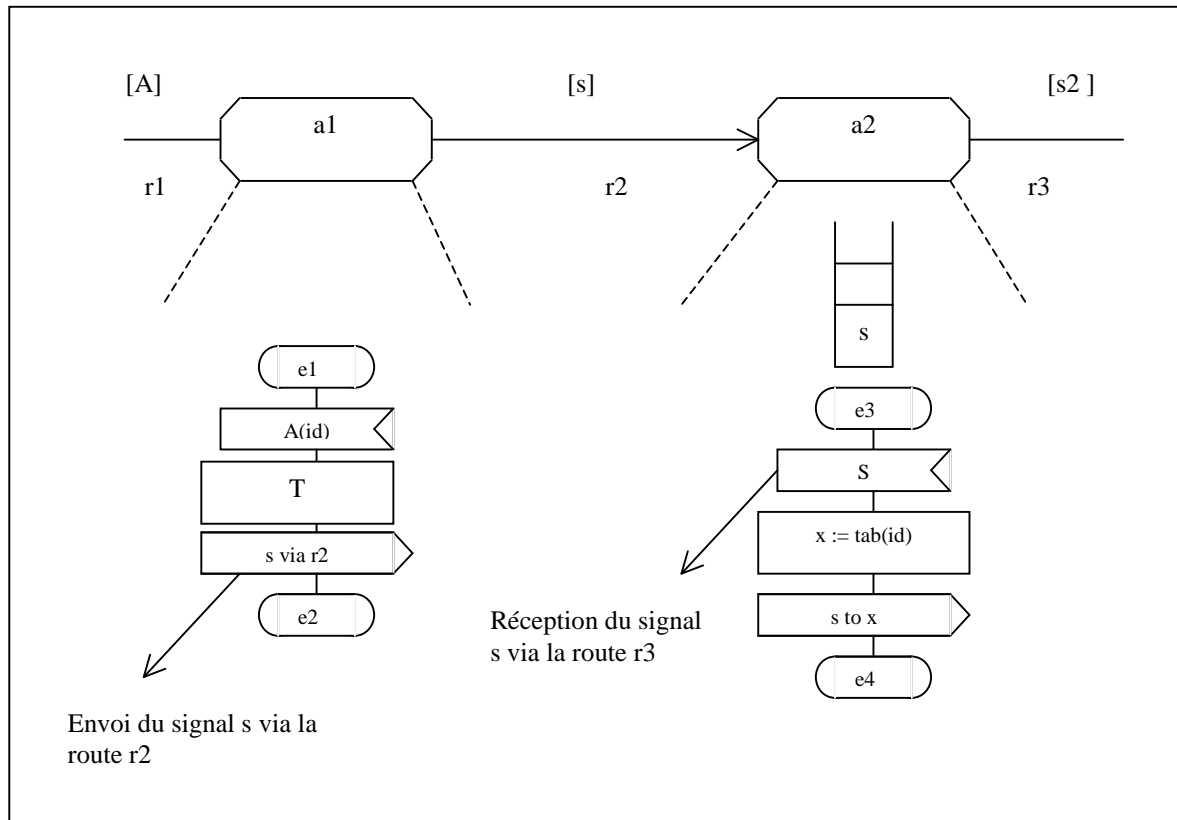 [A]
[s]
[s2 ]
a1
a2
r1
r2
r3
s
e1
A(id)
T
s via r2
e2
e3
S
x := tab(id)
s to x
e4
Réception du signal
s via la route r3
Envoi du signal s via la
route r2